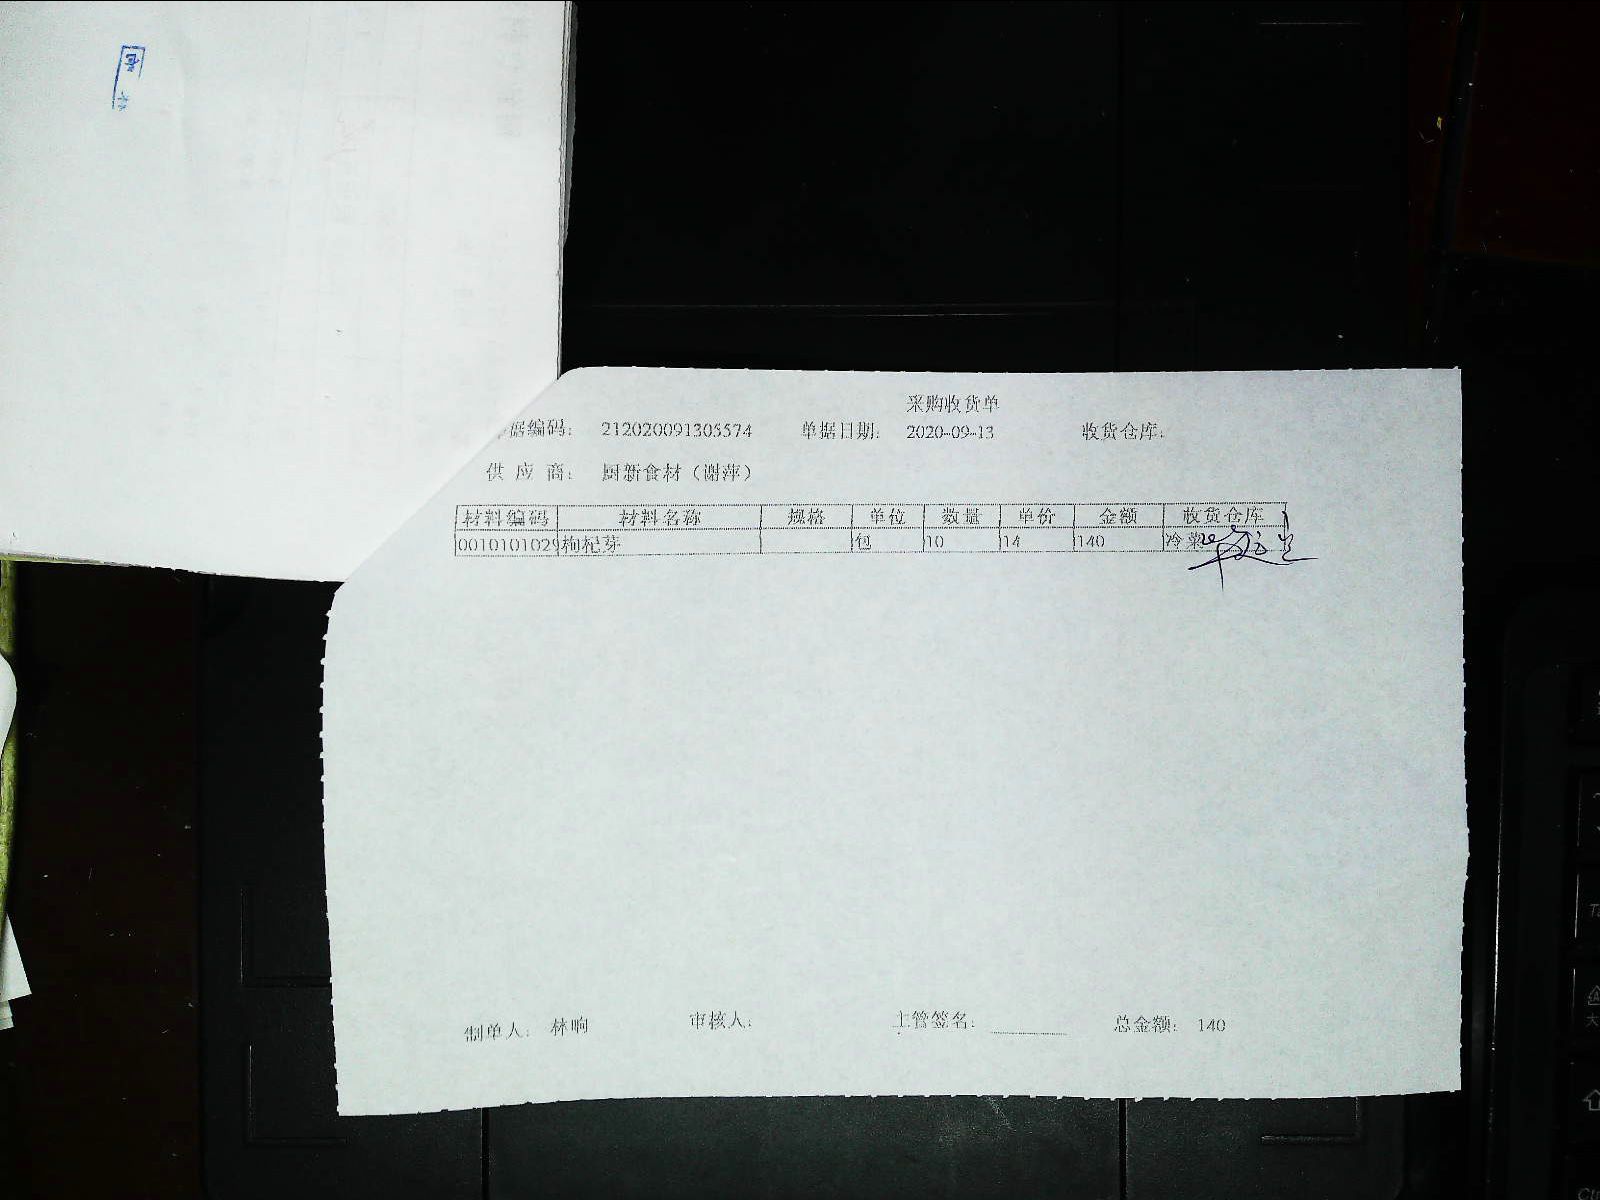 采购收货单
据编码: 212020091305574 单据日期: 2020-09-13 收货仓库:
供应商: 厨新食材（谢萍）
材料编码 材料名称 规格 单位 数量 单价 金额 收货仓库
0010101029 枸杞芽 包 10 14 140 冷菜
制单人: 林响 审核人: 主管签名: 总金额: 140